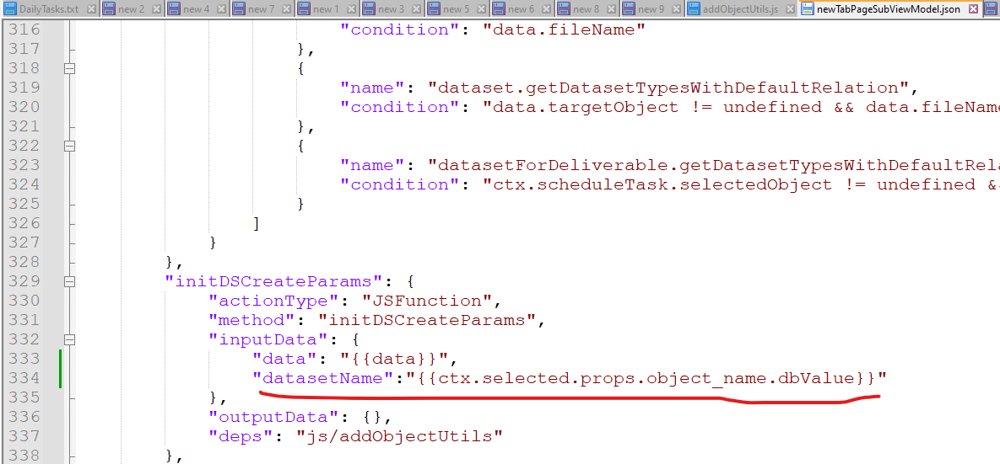 DailyTasks.txt new 2 new 4 new 7 new 1 new 3 new 5 new 6 new 8 new 9 addObjectUtils.js newTabPageSubViewModel.json
316 "condition": "data.fileName"
317 },
318 {
319 "name": "dataset.getDatasetTypesWithDefaultRelation",
320 "condition": "data.targetObject != undefined && data.fileName
321 },
322 {
323 "name": "datasetForDeliverable.getDatasetTypesWithDefaultRela
324 "condition": "ctx.scheduleTask.selectedObject != undefined &
325 }
326 ]
327 }
328 },
329 "initDSCreateParams": {
330 "actionType": "JSFunction",
331 "method": "initDSCreateParams",
332 "inputData": {
333 "data": "{{data}}",
334 "datasetName":"{{ctx.selected.props.object_name.dbValue}}"
335 },
336 "outputData": {},
337 "deps": "js/addObjectUtils"
338 },